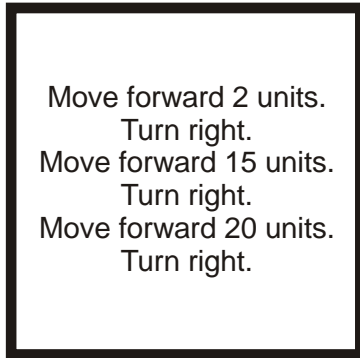 Move forward 2 units.
Turn right.
Move forward 15 units.
Turn right.
Move forward 20 units.
Turn right.